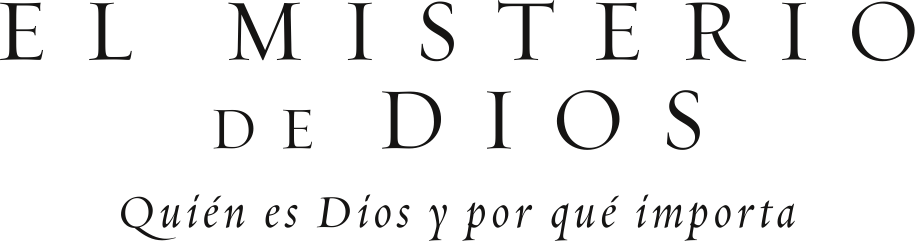 EL MISTERIO
DE DIOS
Quién es Dios y por qué importa